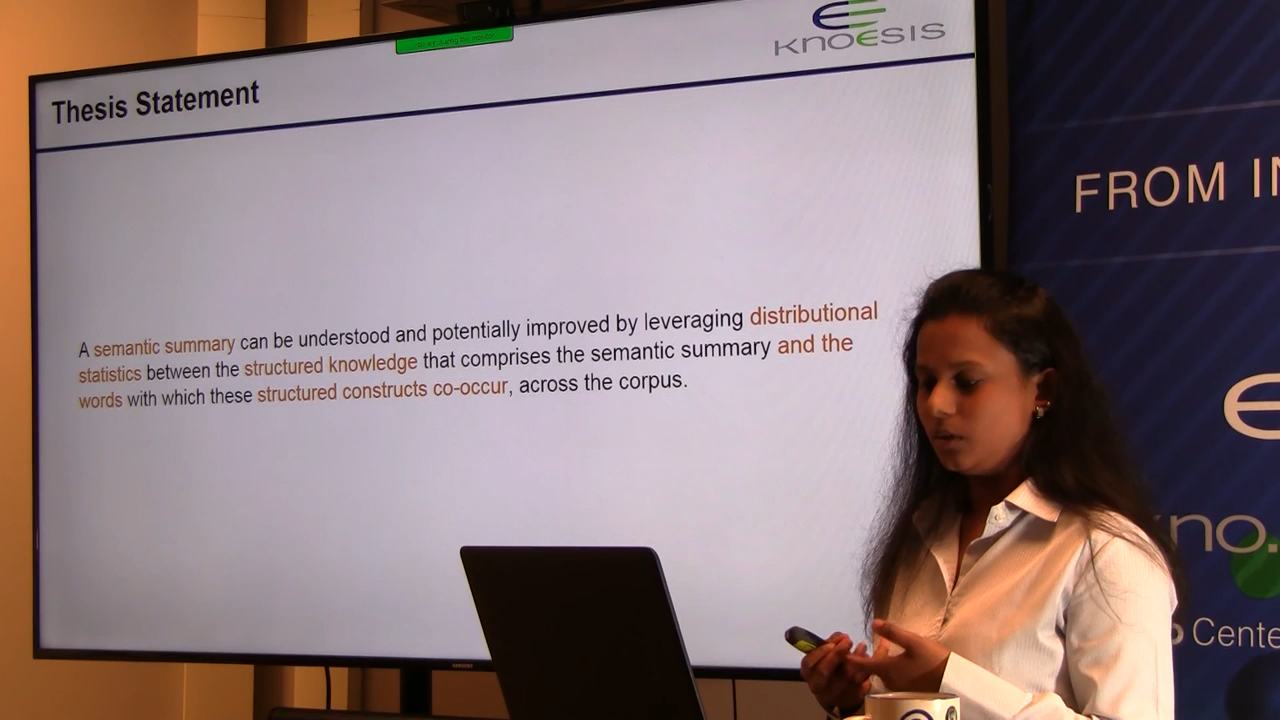 KNOESIS
Thesis Statement
A semantic summary can be understood and potentially improved by leveraging distributional
statistics between the structured knowledge that comprises the semantic summary and the
words with which these structured constructs co-occur, across the corpus.
SAMSUNG
FROM
kno.
Cente